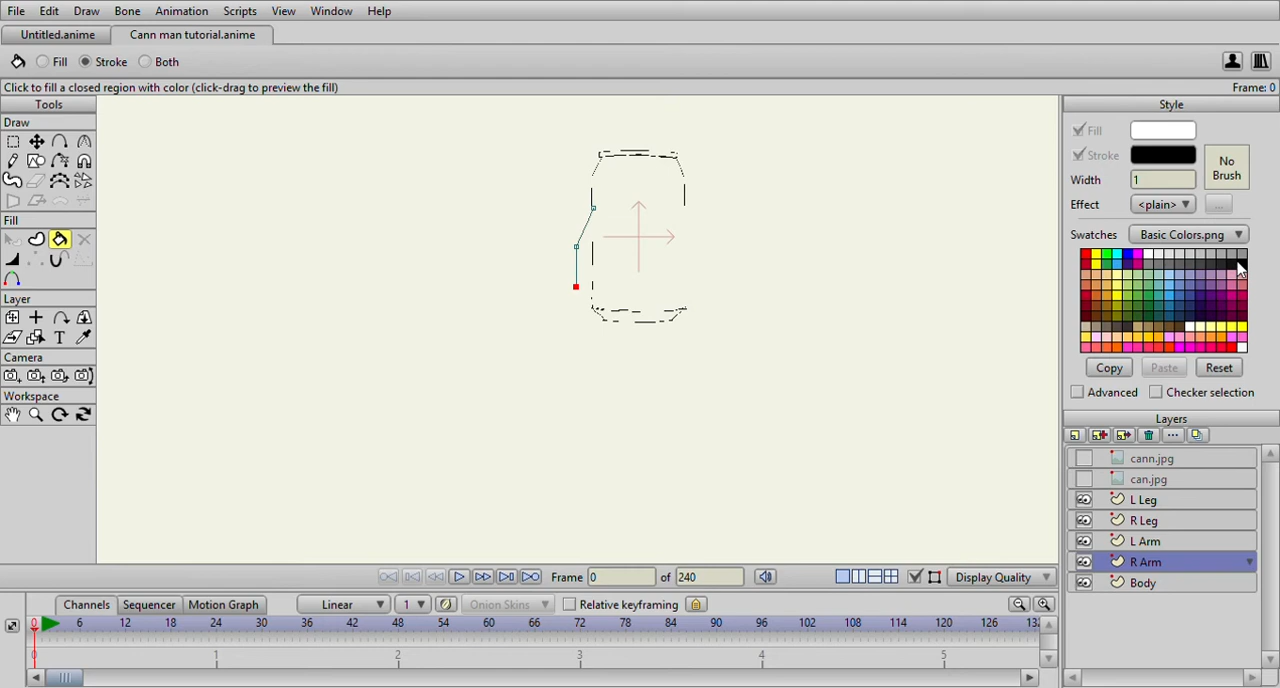 File Edit Draw Bone Animation Scripts View Window Help
Untitled.anime Cann man tutorial.anime
Fill Stroke Both
Click to fill a closed region with color (click-drag to preview the fill) Frame: 0
Tools
Draw
Fill
Layer
Camera
Workspace
Style
Fill
Stroke
No Brush
Width 1
Effect <plain> ...
Swatches Basic Colors.png
Copy Paste Reset
Advanced Checker selection
Layers
cann.jpg
can.jpg
L Leg
R Leg
L Arm
R Arm
Body
Frame 0 of 240 Display Quality
Channels Sequencer Motion Graph Linear 1 Onion Skins Relative keyframing
0 6 12 18 24 30 36 42 48 54 60 66 72 78 84 90 96 102 108 114 120 126 132
0 1 2 3 4 5